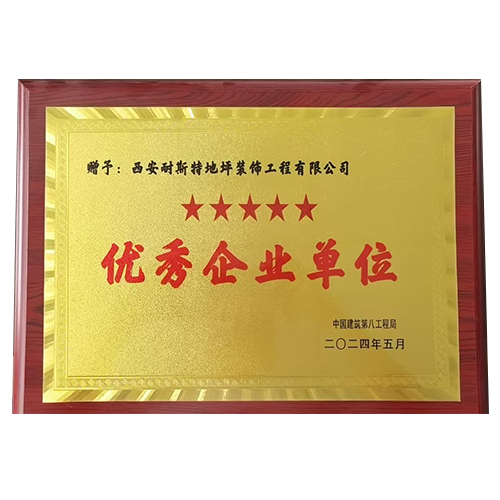 赠予：西安耐斯特地坪装饰工程有限公司
★★★★★
优秀企业单位
中国建筑第八工程局
二〇二四年五月